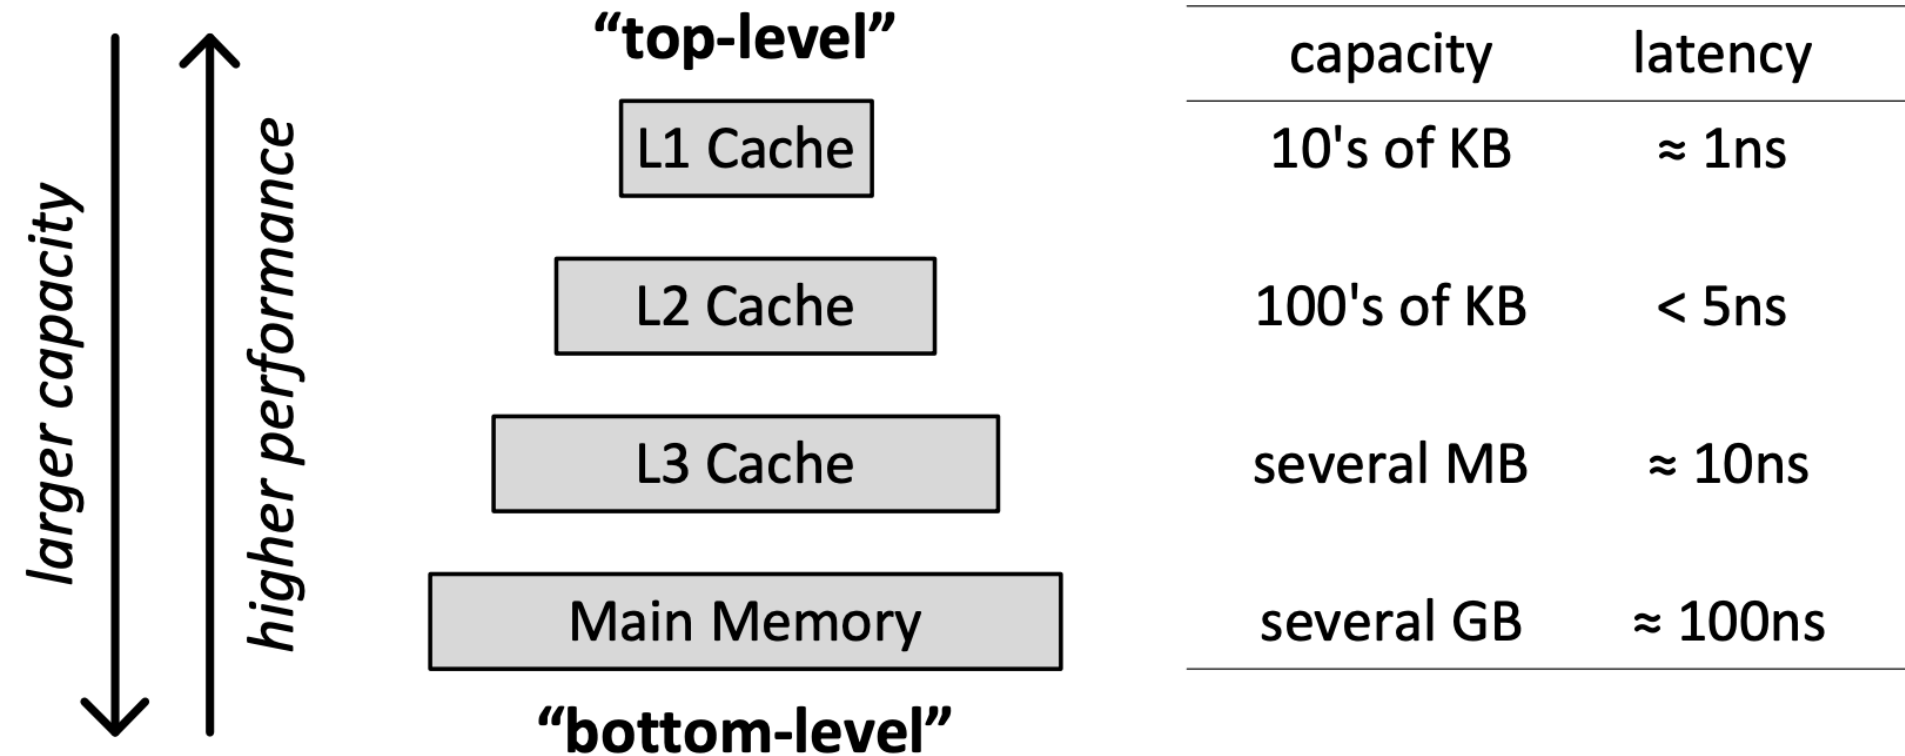 larger capacity
higher performance
“top-level”
L1 Cache
L2 Cache
L3 Cache
Main Memory
“bottom-level”
capacity latency
10's of KB ≈ 1ns
100's of KB < 5ns
several MB ≈ 10ns
several GB ≈ 100ns